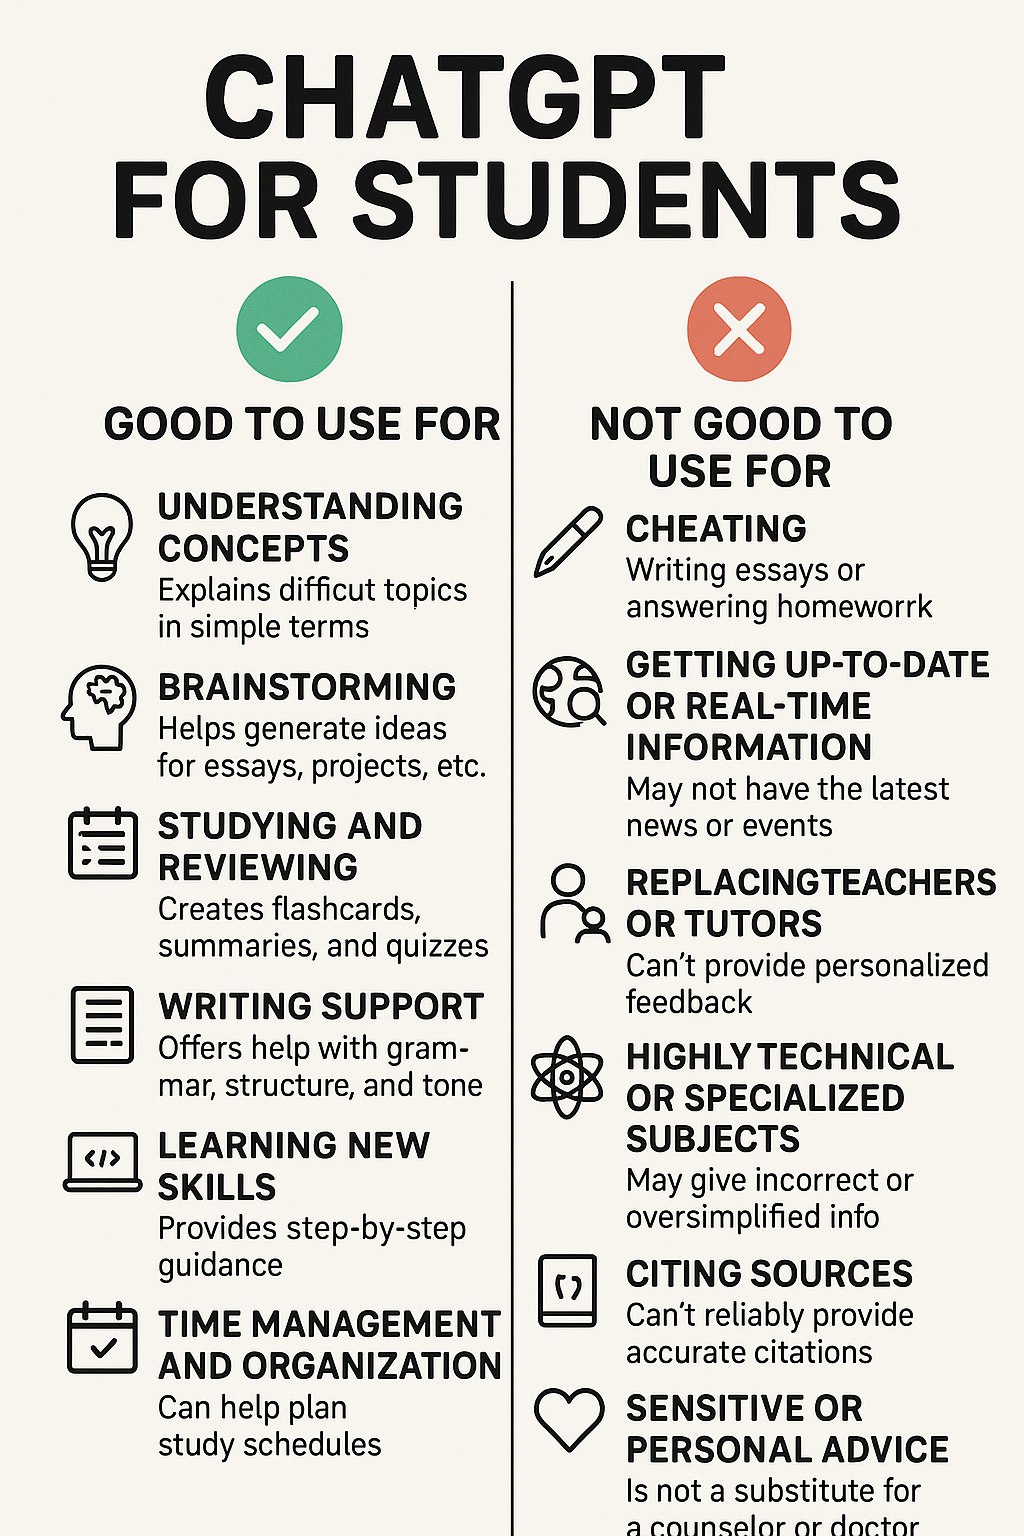 CHATGPT
FOR STUDENTS
GOOD TO USE FOR
UNDERSTANDING
CONCEPTS
Explains difficut topics
in simple terms
BRAINSTORMING
Helps generate ideas
for essays, projects, etc.
STUDYING AND
REVIEWING
Creates flashcards,
summaries, and quizzes
WRITING SUPPORT
Offers help with gram-
mar, structure, and tone
LEARNING NEW
SKILLS
Provides step-by-step
guidance
TIME MANAGEMENT
AND ORGANIZATION
Can help plan
study schedules
NOT GOOD TO
USE FOR
CHEATING
Writing essays or
answering homeworrk
GETTING UP-TO-DATE
OR REAL-TIME
INFORMATION
May not have the latest
news or events
REPLACING TEACHERS
OR TUTORS
Can't provide personalized
feedback
HIGHLY TECHNICAL
OR SPECIALIZED
SUBJECTS
May give incorrect or
oversimplified info
CITING SOURCES
Can't reliably provide
accurate citations
SENSITIVE OR
PERSONAL ADVICE
Is not a substitute for
a counselor or doctor